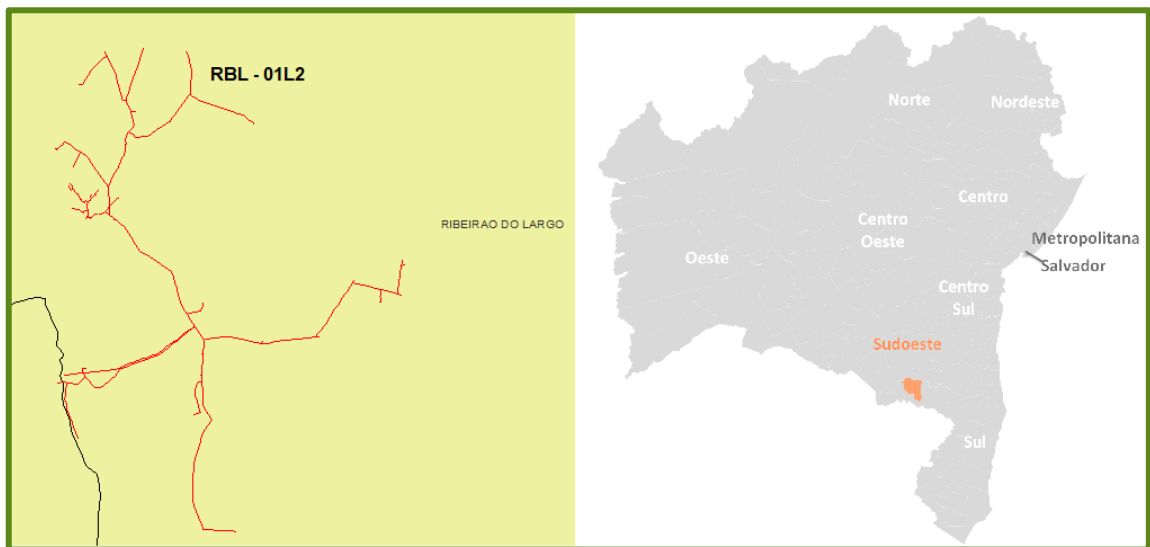 RBL - 01L2
RIBEIRAO DO LARGO
Norte
Nordeste
Centro
Centro
Oeste
Metropolitana
Salvador
Oeste
Centro
Sul
Sudoeste
Sul